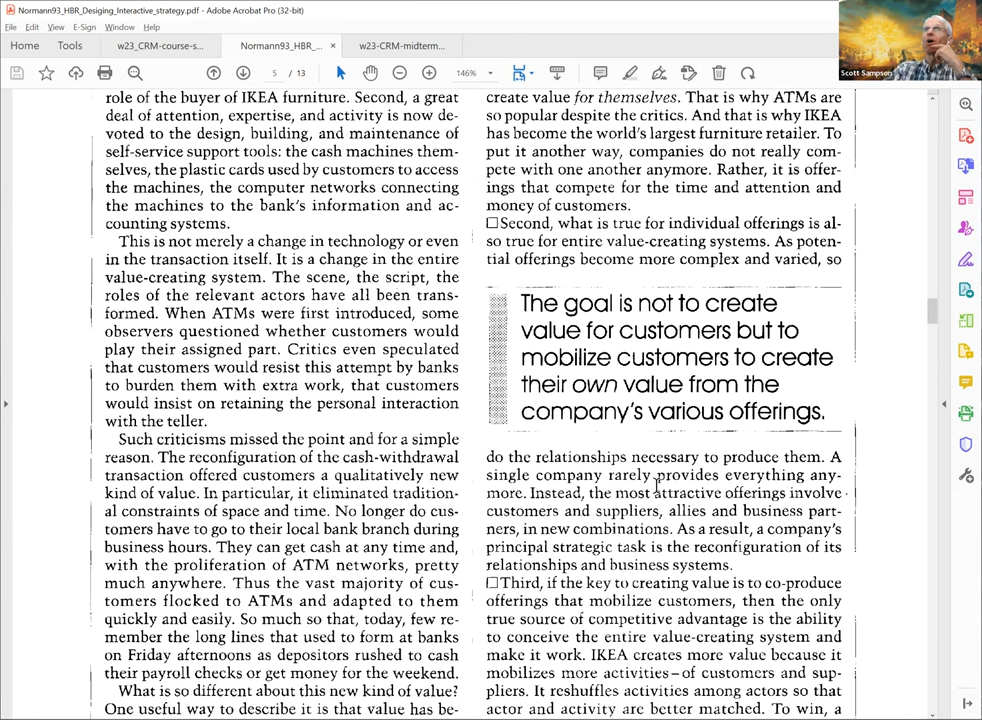 Normann93_HBR_Desiging_Interactive_strategy.pdf - Adobe Acrobat Pro (32-bit)
File Edit View E-Sign Window Help
Home Tools w23_CRM-course-s... Normann93_HBR_... × w23-CRM-midterm...
5 / 13 146%
Scott Sampson
role of the buyer of IKEA furniture. Second, a great
deal of attention, expertise, and activity is now de-
voted to the design, building, and maintenance of
self-service support tools: the cash machines them-
selves, the plastic cards used by customers to access
the machines, the computer networks connecting
the machines to the bank's information and ac-
counting systems.
This is not merely a change in technology or even
in the transaction itself. It is a change in the entire
value-creating system. The scene, the script, the
roles of the relevant actors have all been trans-
formed. When ATMs were first introduced, some
observers questioned whether customers would
play their assigned part. Critics even speculated
that customers would resist this attempt by banks
to burden them with extra work, that customers
would insist on retaining the personal interaction
with the teller.
Such criticisms missed the point and for a simple
reason. The reconfiguration of the cash-withdrawal
transaction offered customers a qualitatively new
kind of value. In particular, it eliminated tradition-
al constraints of space and time. No longer do cus-
tomers have to go to their local bank branch during
business hours. They can get cash at any time and,
with the proliferation of ATM networks, pretty
much anywhere. Thus the vast majority of cus-
tomers flocked to ATMs and adapted to them
quickly and easily. So much so that, today, few re-
member the long lines that used to form at banks
on Friday afternoons as depositors rushed to cash
their payroll checks or get money for the weekend.
What is so different about this new kind of value?
One useful way to describe it is that value has be-
create value for themselves. That is why ATMs are
so popular despite the critics. And that is why IKEA
has become the world's largest furniture retailer. To
put it another way, companies do not really com-
pete with one another anymore. Rather, it is offer-
ings that compete for the time and attention and
money of customers.
□ Second, what is true for individual offerings is al-
so true for entire value-creating systems. As poten-
tial offerings become more complex and varied, so
The goal is not to create
value for customers but to
mobilize customers to create
their own value from the
company's various offerings.
do the relationships necessary to produce them. A
single company rarely provides everything any-
more. Instead, the most attractive offerings involve
customers and suppliers, allies and business part-
ners, in new combinations. As a result, a company's
principal strategic task is the reconfiguration of its
relationships and business systems.
□ Third, if the key to creating value is to co-produce
offerings that mobilize customers, then the only
true source of competitive advantage is the ability
to conceive the entire value-creating system and
make it work. IKEA creates more value because it
mobilizes more activities–of customers and sup-
pliers. It reshuffles activities among actors so that
actor and activity are better matched. To win, a